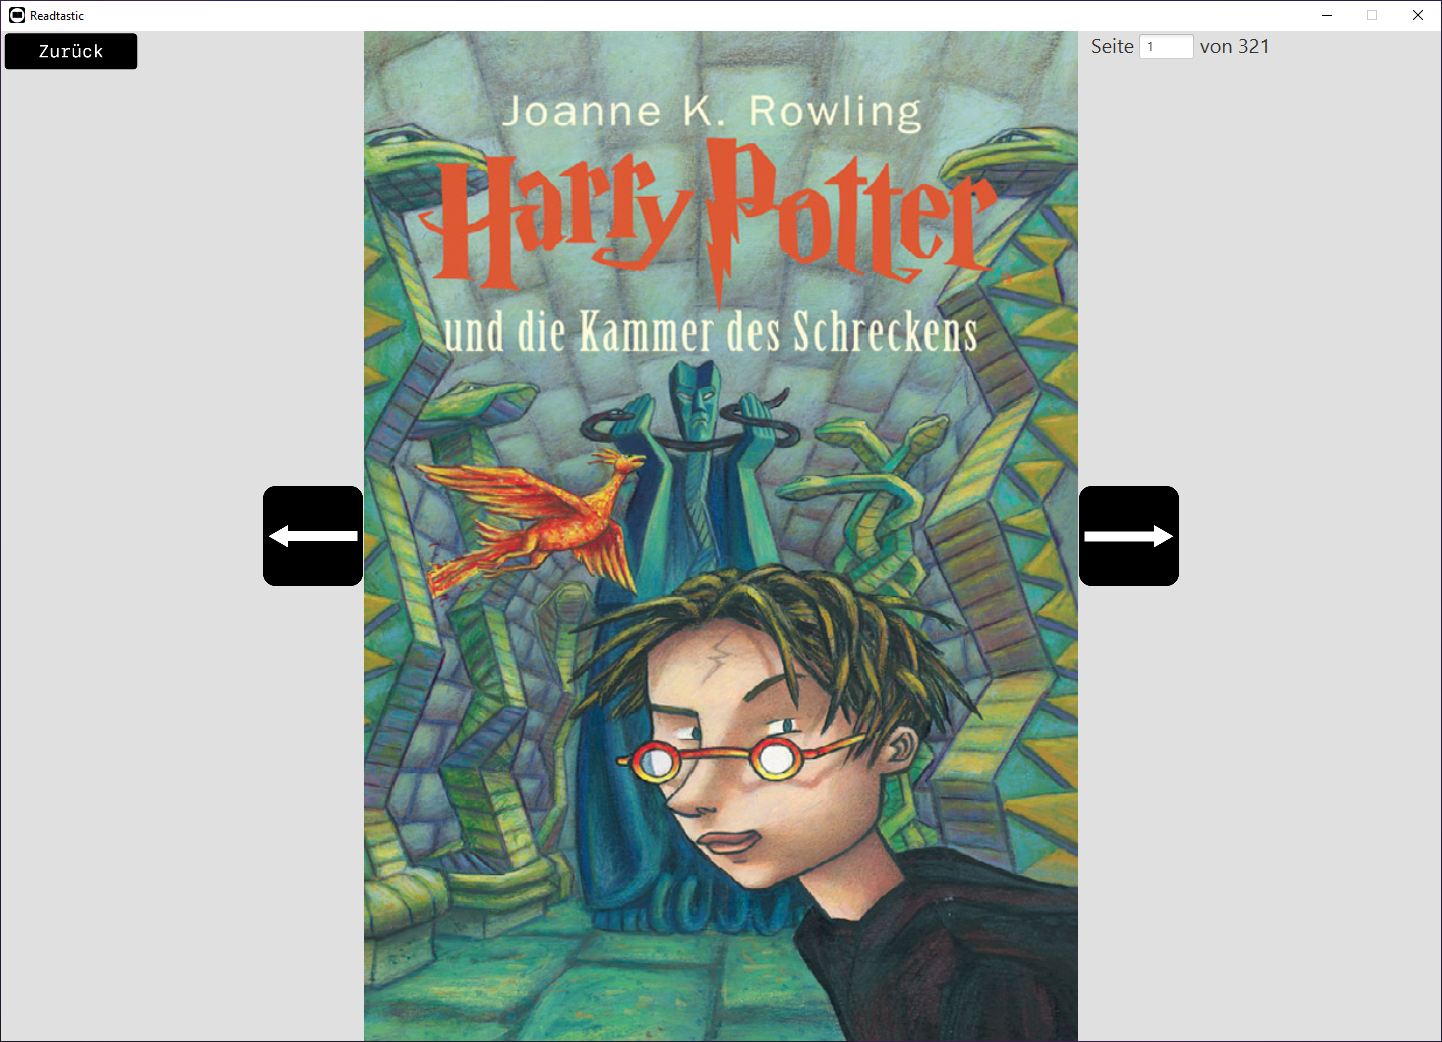 Readtastic
Zurück
Seite 1 von 321
Joanne K. Rowling
Harry Potter
und die Kammer des Schreckens